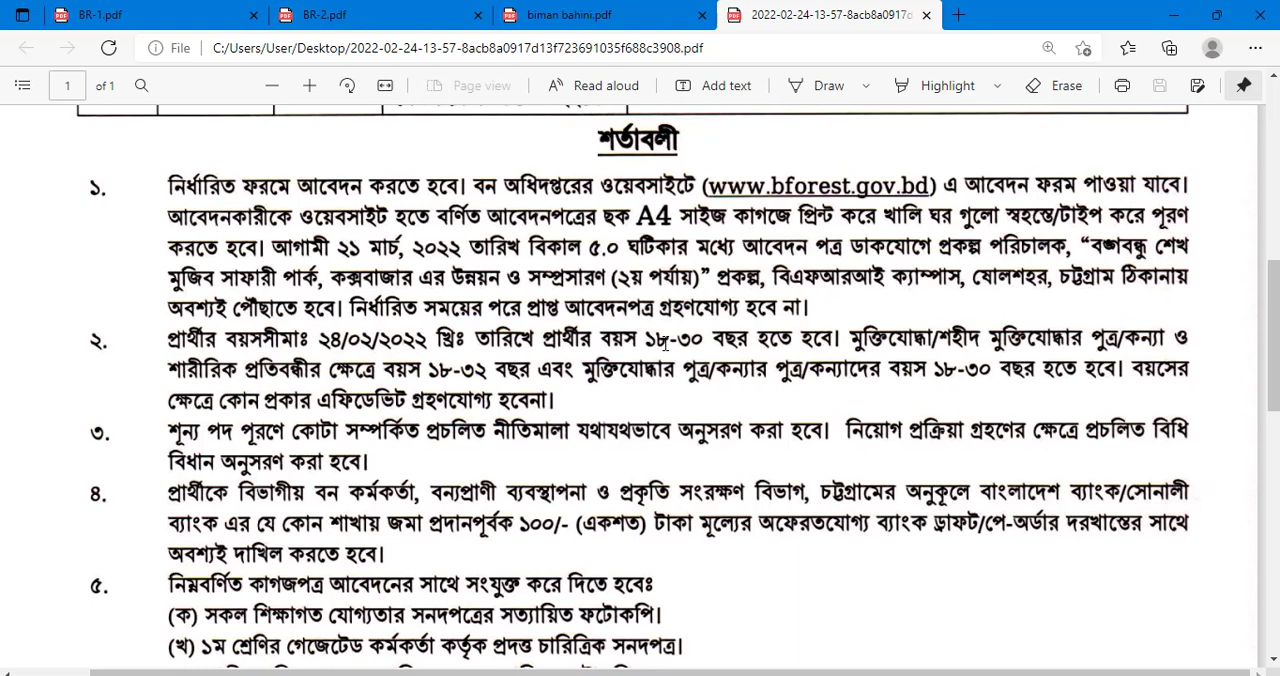 BR-1.pdf
BR-2.pdf
biman bahini.pdf
2022-02-24-13-57-8acb8a0917d
File C:/Users/User/Desktop/2022-02-24-13-57-8acb8a0917d13f723691035f688c3908.pdf
1 of 1 Page view Read aloud Add text Draw Highlight Erase
শর্তাবলী
১. নির্ধারিত ফরমে আবেদন করতে হবে। বন অধিদপ্তরের ওয়েবসাইটে (www.bforest.gov.bd) এ আবেদন ফরম পাওয়া যাবে।
আবেদনকারীকে ওয়েবসাইট হতে বর্ণিত আবেদনপত্রের ছক A4 সাইজ কাগজে প্রিন্ট করে খালি ঘর গুলো স্বহস্তে/টাইপ করে পূরণ
করতে হবে। আগামী ২১ মার্চ, ২০২২ তারিখ বিকাল ৫.০ ঘটিকার মধ্যে আবেদন পত্র ডাকযোগে প্রকল্প পরিচালক, “বঙ্গবন্ধু শেখ
মুজিব সাফারী পার্ক, কক্সবাজার এর উন্নয়ন ও সম্প্রসারণ (২য় পর্যায়)” প্রকল্প, বিএফআরআই ক্যাম্পাস, ষোলশহর, চট্টগ্রাম ঠিকানায়
অবশ্যই পৌঁছাতে হবে। নির্ধারিত সময়ের পরে প্রাপ্ত আবেদনপত্র গ্রহণযোগ্য হবে না।
২. প্রার্থীর বয়সসীমাঃ ২৪/০২/২০২২ খ্রিঃ তারিখে প্রার্থীর বয়স ১৮-৩০ বছর হতে হবে। মুক্তিযোদ্ধা/শহীদ মুক্তিযোদ্ধার পুত্র/কন্যা ও
শারীরিক প্রতিবন্ধীর ক্ষেত্রে বয়স ১৮-৩২ বছর এবং মুক্তিযোদ্ধার পুত্র/কন্যার পুত্র/কন্যাদের বয়স ১৮-৩০ বছর হতে হবে। বয়সের
ক্ষেত্রে কোন প্রকার এফিডেভিট গ্রহণযোগ্য হবেনা।
৩. শূন্য পদ পূরণে কোটা সম্পর্কিত প্রচলিত নীতিমালা যথাযথভাবে অনুসরণ করা হবে। নিয়োগ প্রক্রিয়া গ্রহণের ক্ষেত্রে প্রচলিত বিধি
বিধান অনুসরণ করা হবে।
৪. প্রার্থীকে বিভাগীয় বন কর্মকর্তা, বন্যপ্রাণী ব্যবস্থাপনা ও প্রকৃতি সংরক্ষণ বিভাগ, চট্টগ্রামের অনুকূলে বাংলাদেশ ব্যাংক/সোনালী
ব্যাংক এর যে কোন শাখায় জমা প্রদানপূর্বক ১০০/- (একশত) টাকা মূল্যের অফেরতযোগ্য ব্যাংক ড্রাফট/পে-অর্ডার দরখাস্তের সাথে
অবশ্যই দাখিল করতে হবে।
৫. নিম্নবর্ণিত কাগজপত্র আবেদনের সাথে সংযুক্ত করে দিতে হবেঃ
(ক) সকল শিক্ষাগত যোগ্যতার সনদপত্রের সত্যায়িত ফটোকপি।
(খ) ১ম শ্রেণির গেজেটেড কর্মকর্তা কর্তৃক প্রদত্ত চারিত্রিক সনদপত্র।